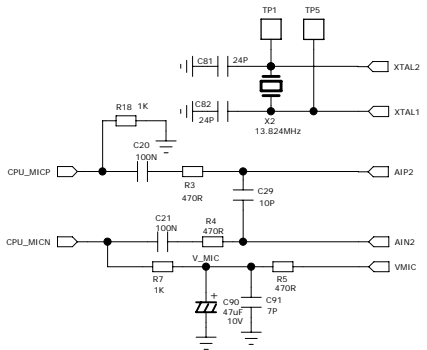 TP1 TP5
C81 24P
XTAL2
C82
24P
XTAL1
X2
13.824MHz
R18 1K
C20
100N
CPU_MICP
AIP2
R3
470R
C29
10P
C21
100N
R4
470R
CPU_MICN
AIN2
V_MIC
VMIC
R7
1K
R5
470R
+
C90
47uF
10V
C91
7P